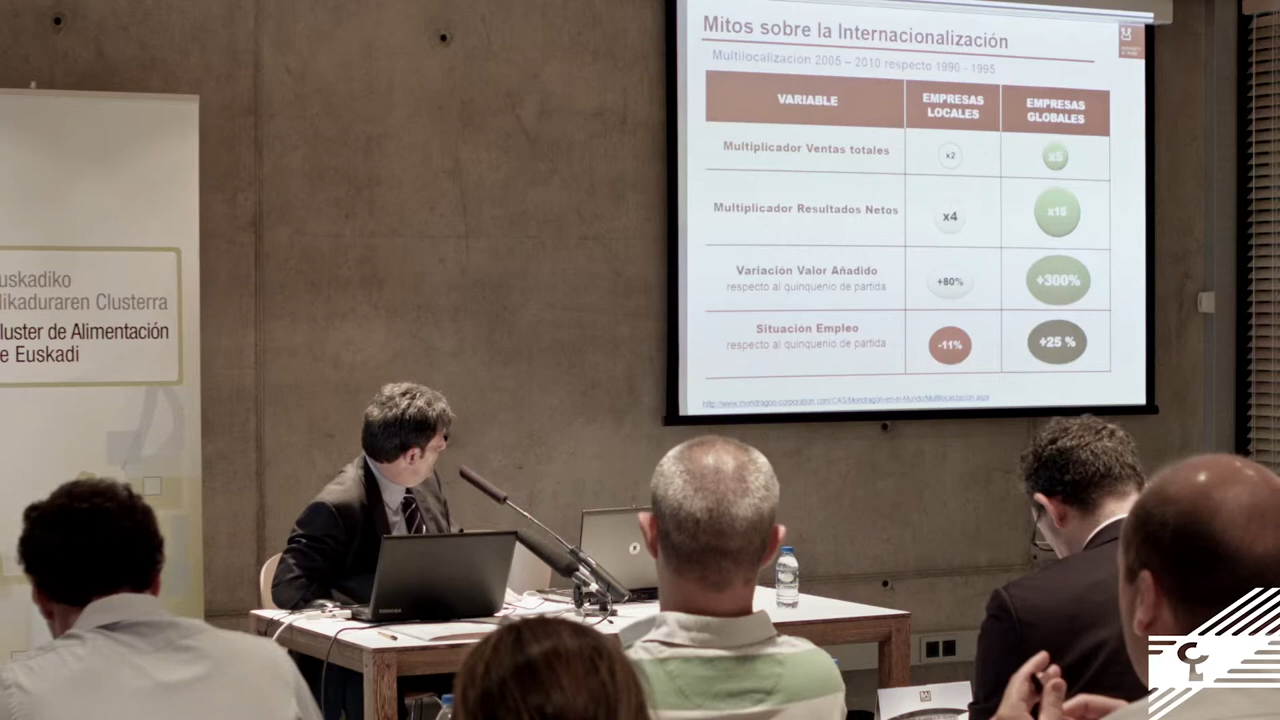 Mitos sobre la Internacionalización
Multilocalización 2005 – 2010 respecto 1990 - 1995
VARIABLE
EMPRESAS
LOCALES
EMPRESAS
GLOBALES
Multiplicador Ventas totales
x2
x5
Multiplicador Resultados Netos
x4
x15
Variación Valor Añadido
respecto al quinquenio de partida
+80%
+300%
Situación Empleo
respecto al quinquenio de partida
-11%
+25 %
uskadiko
likaduraren Clusterra
luster de Alimentación
e Euskadi
TOSHIBA